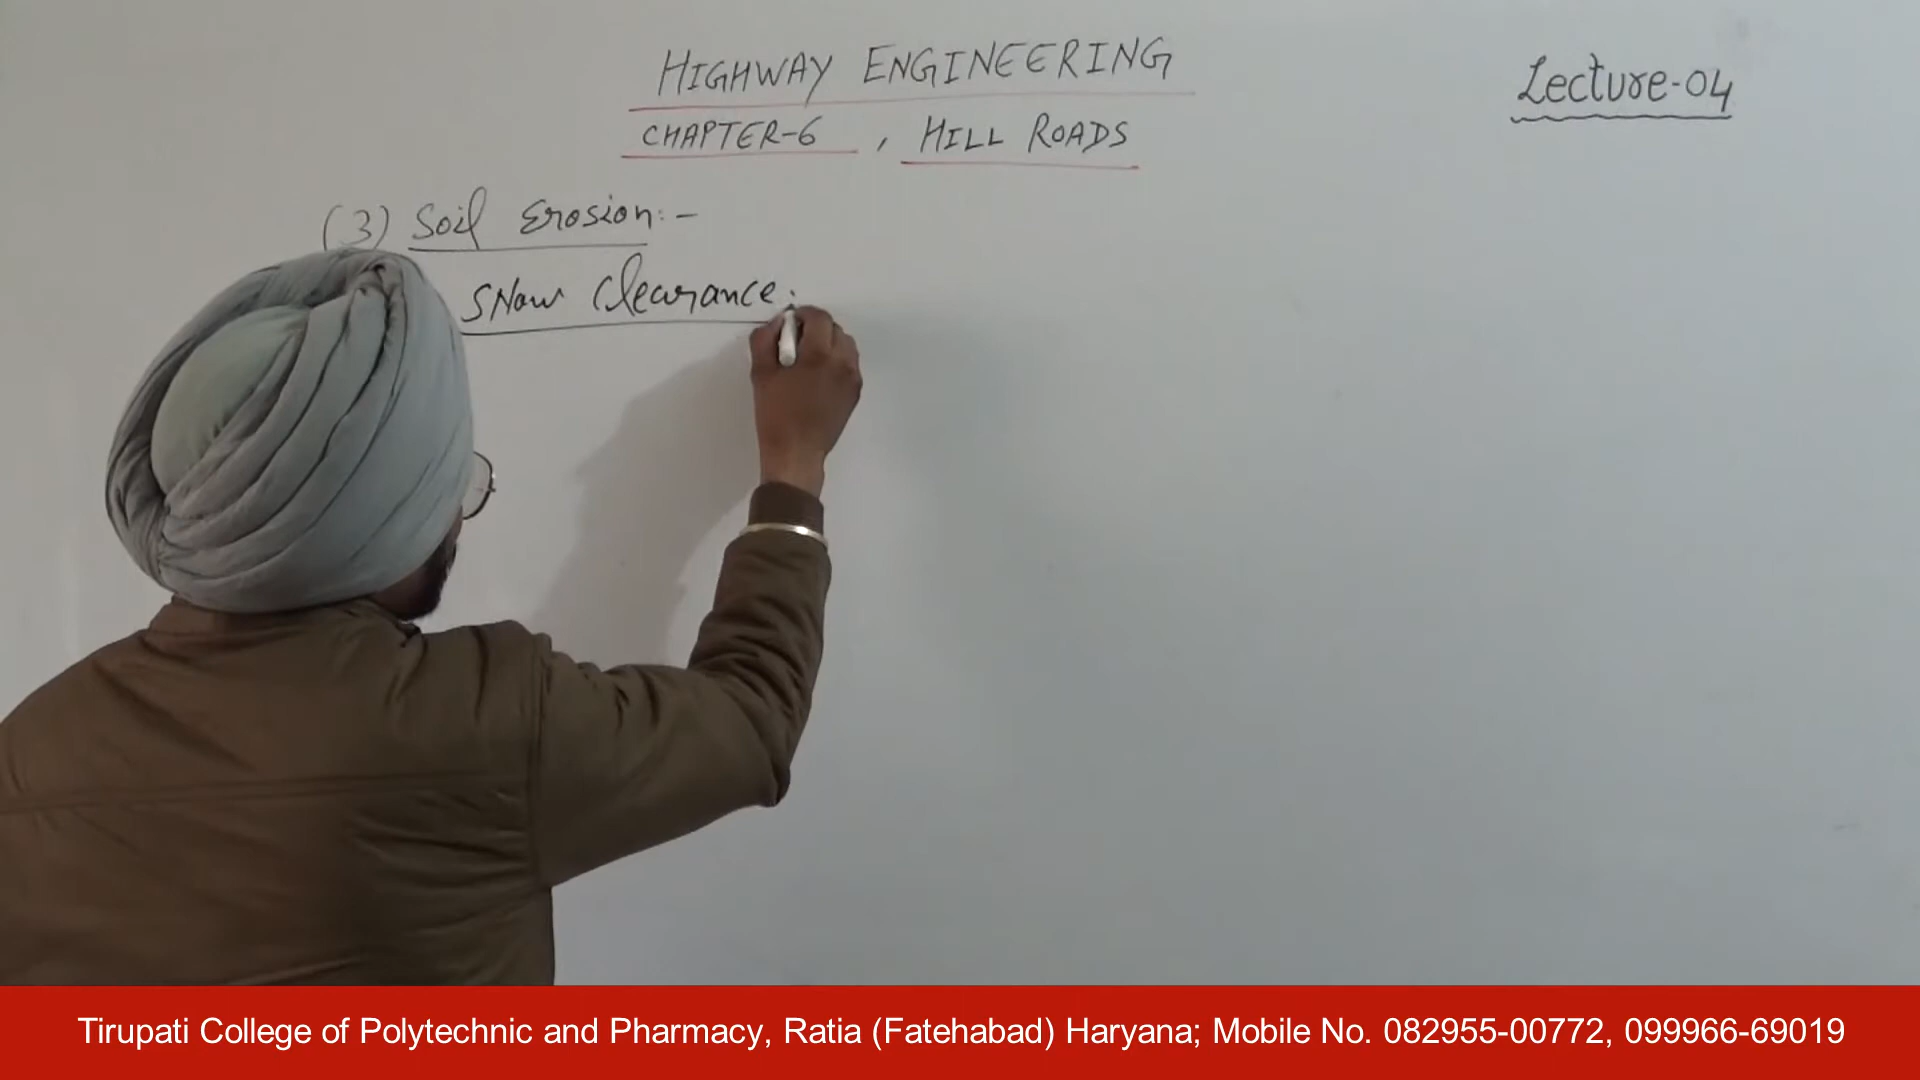 HIGHWAY ENGINEERING
Lecture-04
CHAPTER-6 , HILL ROADS
(3) Soil Erosion:-
SNow Clearance:
Tirupati College of Polytechnic and Pharmacy, Ratia (Fatehabad) Haryana; Mobile No. 082955-00772, 099966-69019